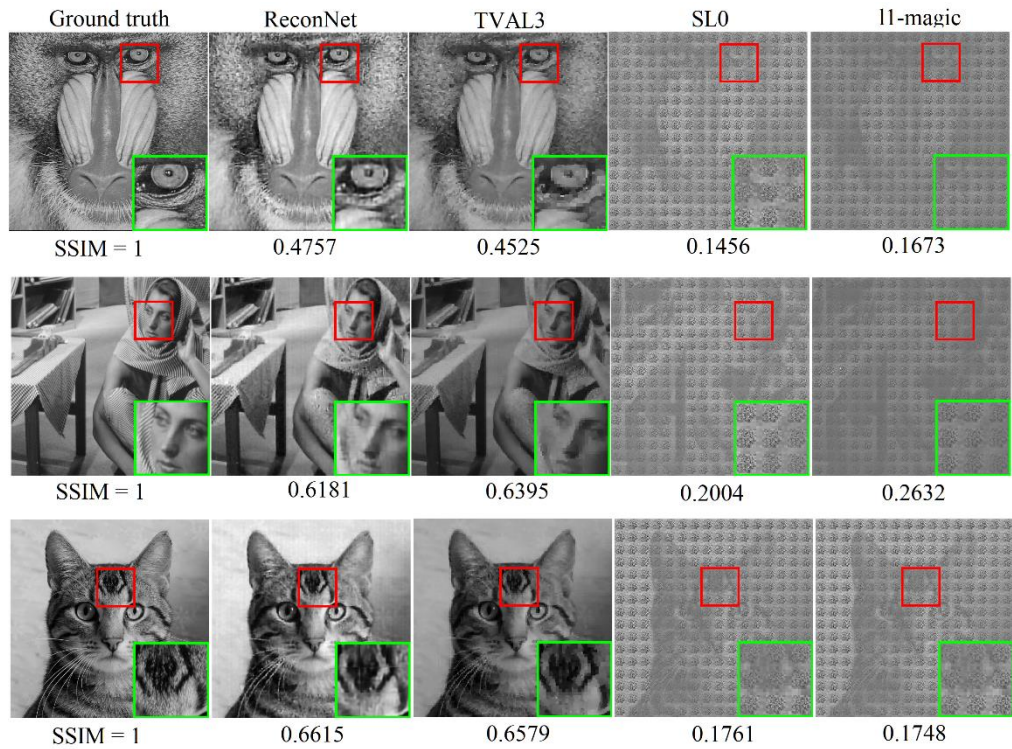 Ground truth ReconNet TVAL3 SL0 l1-magic
SSIM = 1 0.4757 0.4525 0.1456 0.1673
SSIM = 1 0.6181 0.6395 0.2004 0.2632
SSIM = 1 0.6615 0.6579 0.1761 0.1748